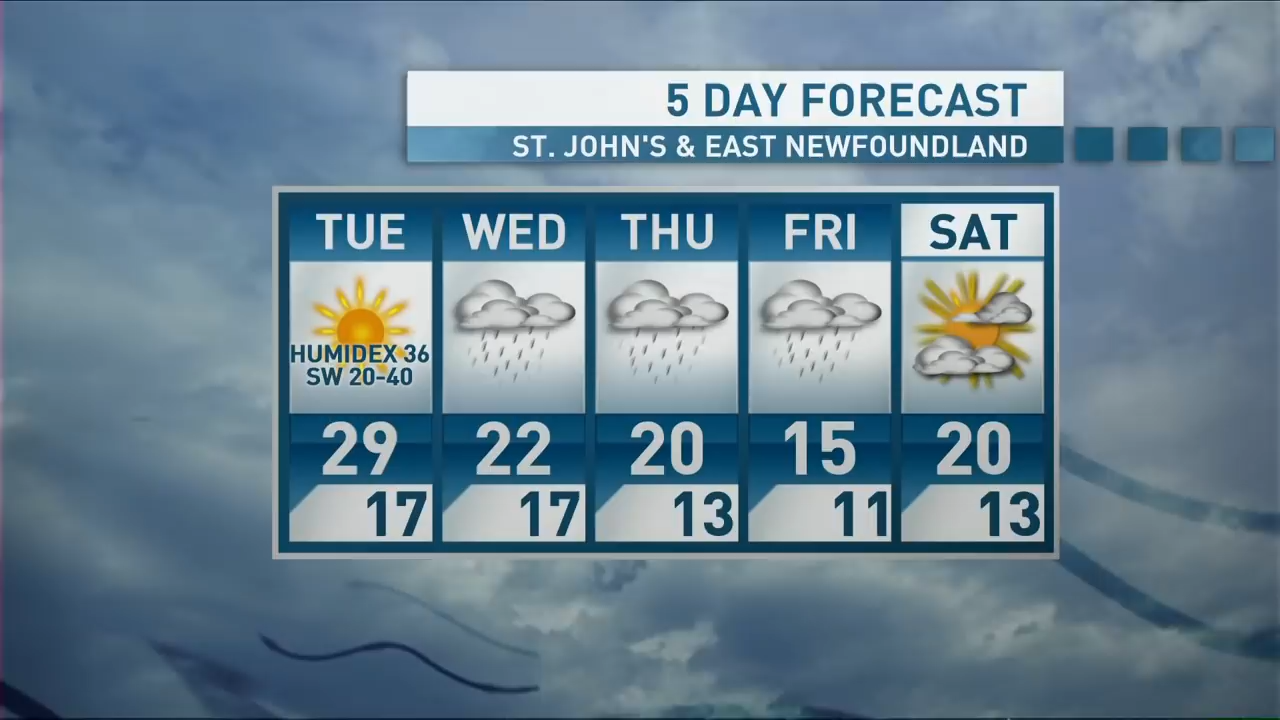 5 DAY FORECAST
ST. JOHN'S & EAST NEWFOUNDLAND
TUE WED THU FRI SAT
HUMIDEX 36
SW 20-40
29 22 20 15 20
17 17 13 11 13